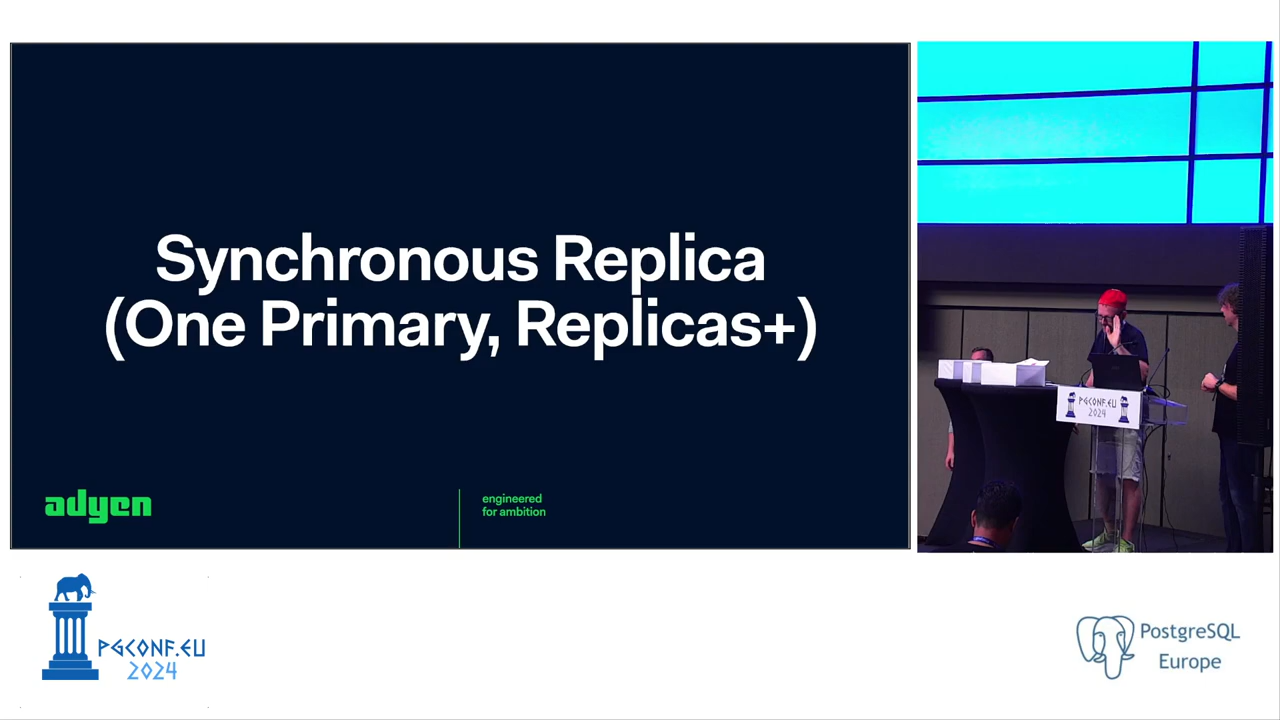 Synchronous Replica
(One Primary, Replicas+)
adyen
engineered
for ambition
PGCONF.EU
2024
PGCONF.EU
2024
PostgreSQL
Europe